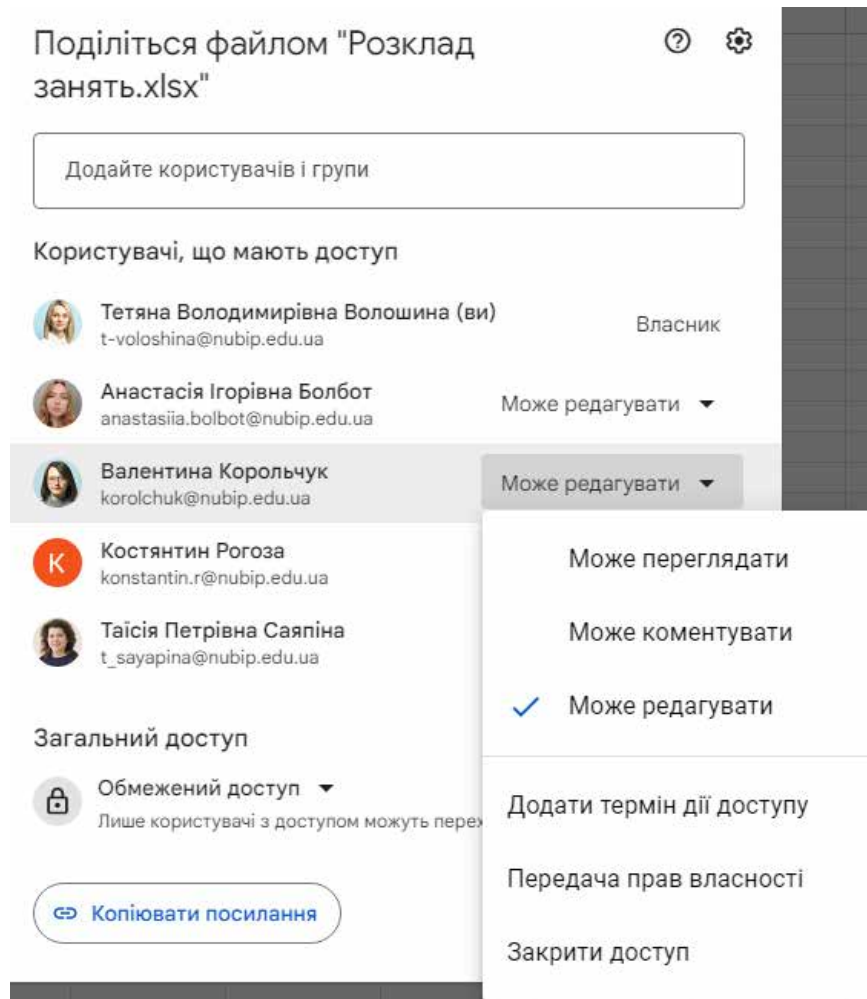 Поділіться файлом "Розклад
занять.xlsx"
Додайте користувачів і групи
Користувачі, що мають доступ
Тетяна Володимирівна Волошина (ви)
t-voloshina@nubip.edu.ua
Власник
Анастасія Ігорівна Болбот
anastasiia.bolbot@nubip.edu.ua
Може редагувати
Валентина Корольчук
korolchuk@nubip.edu.ua
Може редагувати
К
Костянтин Рогоза
konstantin.r@nubip.edu.ua
Таїсія Петрівна Саяпіна
t_sayapina@nubip.edu.ua
Може переглядати
Може коментувати
Може редагувати
Додати термін дії доступу
Передача прав власності
Закрити доступ
Загальний доступ
Обмежений доступ
Лише користувачі з доступом можуть перех
Копіювати посилання